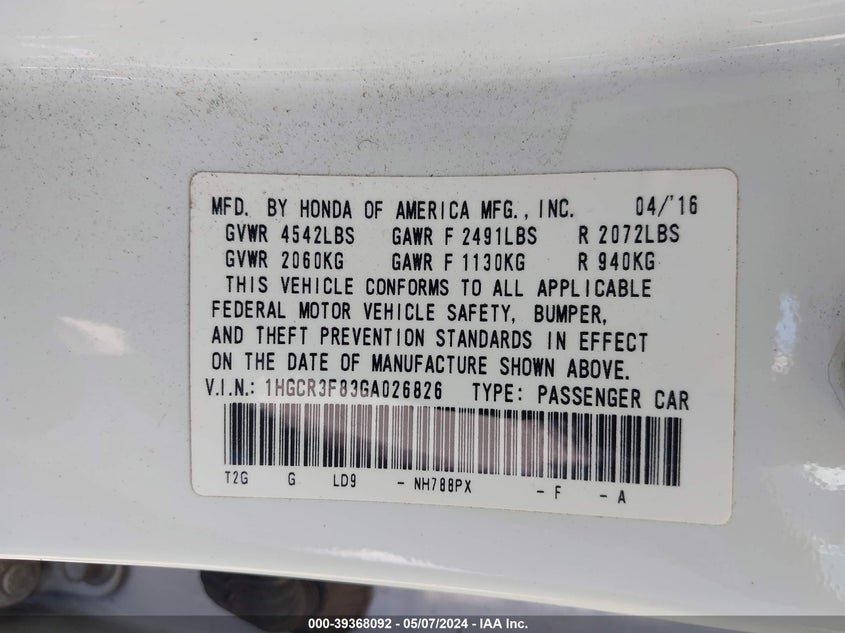 MFD. BY HONDA OF AMERICA MFG., INC. 04/'16
GVWR 4542LBS GAWR F 2491LBS R 2072LBS
GVWR 2060KG GAWR F 1130KG R 940KG
THIS VEHICLE CONFORMS TO ALL APPLICABLE
FEDERAL MOTOR VEHICLE SAFETY, BUMPER,
AND THEFT PREVENTION STANDARDS IN EFFECT
ON THE DATE OF MANUFACTURE SHOWN ABOVE.
V.I.N.: 1HGCR3F83GA026826 TYPE: PASSENGER CAR
T2G G LD9 - NH788PX - F - A
000-39368092 - 05/07/2024 - IAA Inc.